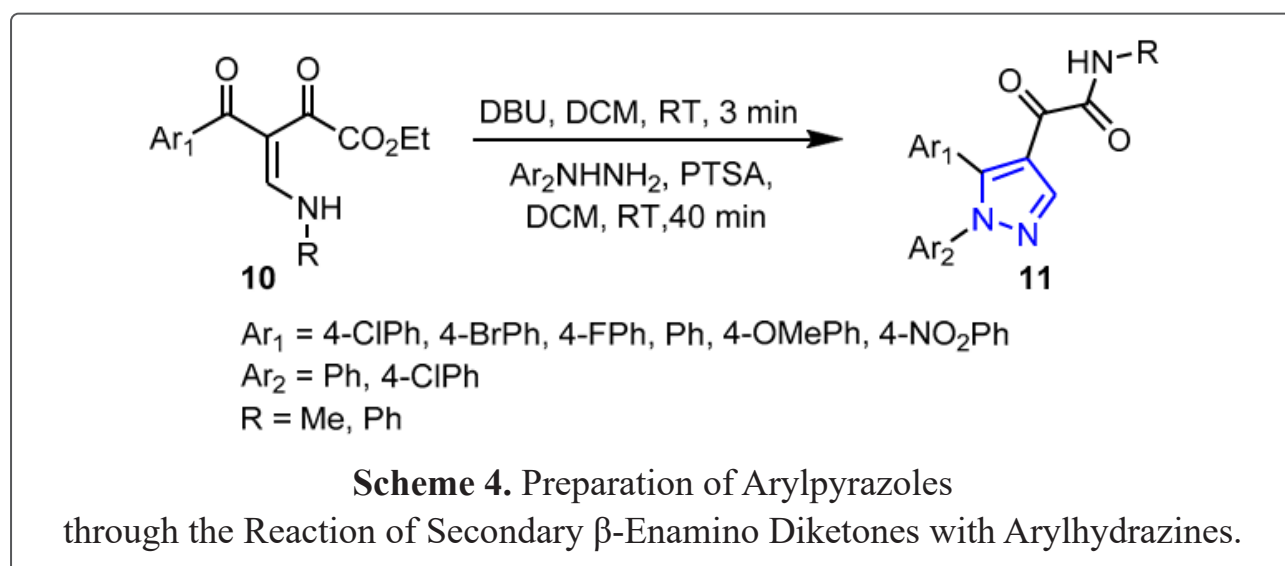 O
O
Ar₁
CO₂Et
NH
R
10
DBU, DCM, RT, 3 min
Ar₂NHNH₂, PTSA,
DCM, RT,40 min
HN
R
O
O
Ar₁
N
N
Ar₂
11
Ar₁ = 4-ClPh, 4-BrPh, 4-FPh, Ph, 4-OMePh, 4-NO₂Ph
Ar₂ = Ph, 4-ClPh
R = Me, Ph
Scheme 4. Preparation of Arylpyrazoles
through the Reaction of Secondary β-Enamino Diketones with Arylhydrazines.